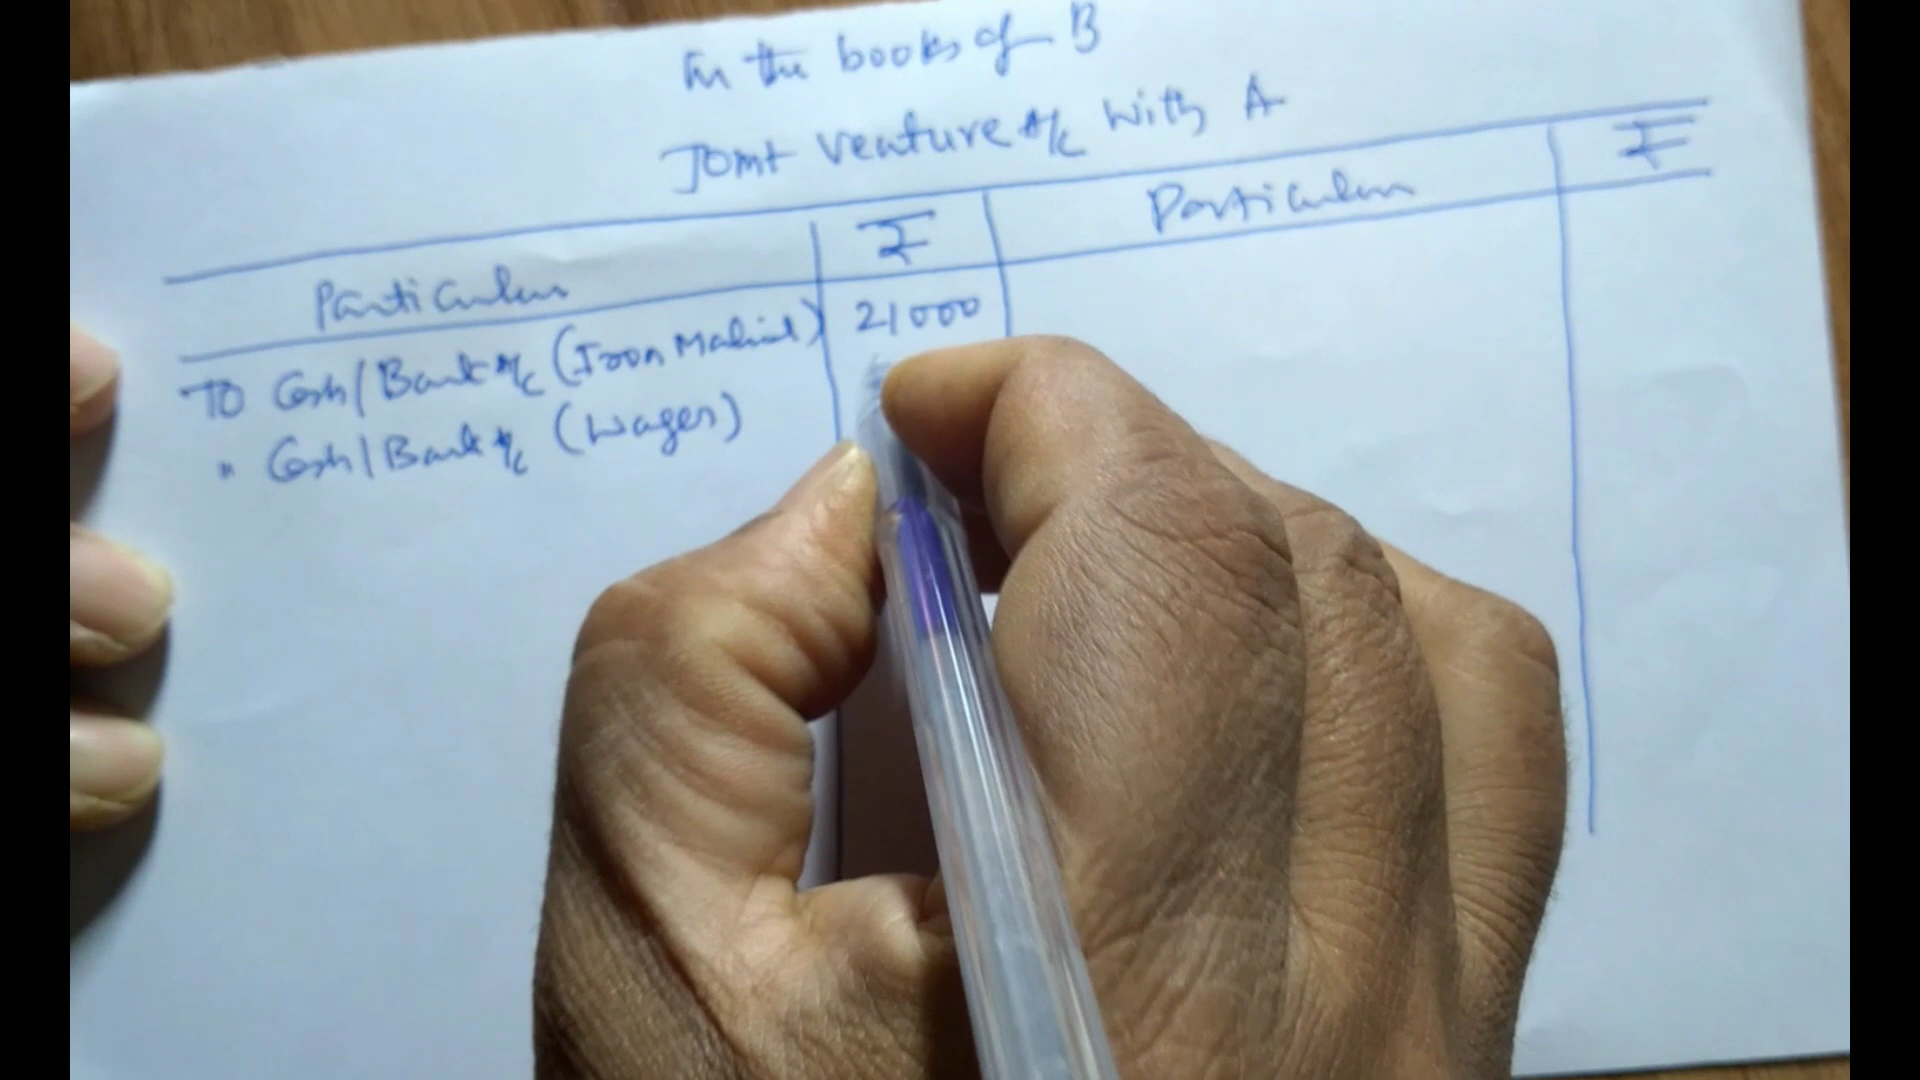 In the books of B
Joint Venture A/c with A
Particulars ₹ Particulars ₹
To Cash/Bank A/c (Iron Material) 21000
" Cash/Bank A/c (Wages)